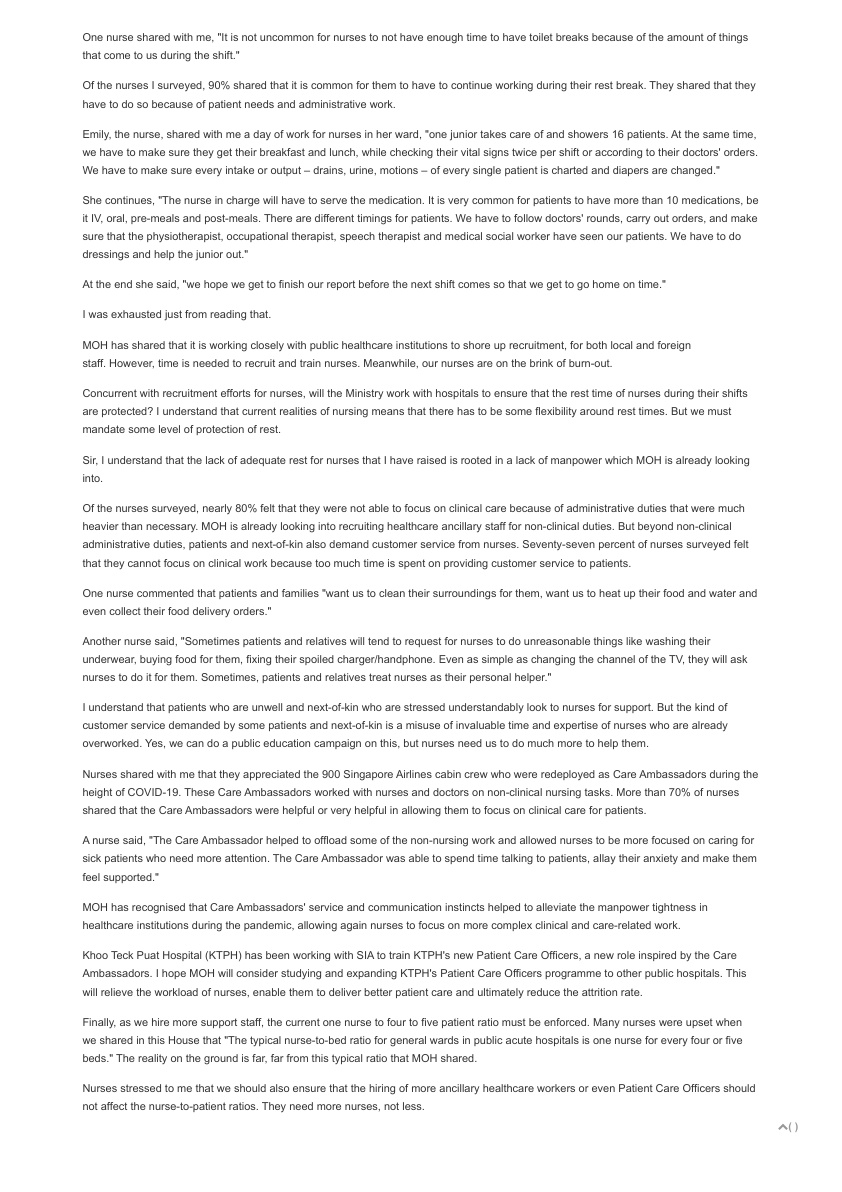 One nurse shared with me, "It is not uncommon for nurses to not have enough time to have toilet breaks because of the amount of things
that come to us during the shift."
Of the nurses I surveyed, 90% shared that it is common for them to have to continue working during their rest break. They shared that they
have to do so because of patient needs and administrative work.
Emily, the nurse, shared with me a day of work for nurses in her ward, "one junior takes care of and showers 16 patients. At the same time,
we have to make sure they get their breakfast and lunch, while checking their vital signs twice per shift or according to their doctors' orders.
We have to make sure every intake or output – drains, urine, motions – of every single patient is charted and diapers are changed."
She continues, "The nurse in charge will have to serve the medication. It is very common for patients to have more than 10 medications, be
it IV, oral, pre-meals and post-meals. There are different timings for patients. We have to follow doctors' rounds, carry out orders, and make
sure that the physiotherapist, occupational therapist, speech therapist and medical social worker have seen our patients. We have to do
dressings and help the junior out."
At the end she said, "we hope we get to finish our report before the next shift comes so that we get to go home on time."
I was exhausted just from reading that.
MOH has shared that it is working closely with public healthcare institutions to shore up recruitment, for both local and foreign
staff. However, time is needed to recruit and train nurses. Meanwhile, our nurses are on the brink of burn-out.
Concurrent with recruitment efforts for nurses, will the Ministry work with hospitals to ensure that the rest time of nurses during their shifts
are protected? I understand that current realities of nursing means that there has to be some flexibility around rest times. But we must
mandate some level of protection of rest.
Sir, I understand that the lack of adequate rest for nurses that I have raised is rooted in a lack of manpower which MOH is already looking
into.
Of the nurses surveyed, nearly 80% felt that they were not able to focus on clinical care because of administrative duties that were much
heavier than necessary. MOH is already looking into recruiting healthcare ancillary staff for non-clinical duties. But beyond non-clinical
administrative duties, patients and next-of-kin also demand customer service from nurses. Seventy-seven percent of nurses surveyed felt
that they cannot focus on clinical work because too much time is spent on providing customer service to patients.
One nurse commented that patients and families "want us to clean their surroundings for them, want us to heat up their food and water and
even collect their food delivery orders."
Another nurse said, "Sometimes patients and relatives will tend to request for nurses to do unreasonable things like washing their
underwear, buying food for them, fixing their spoiled charger/handphone. Even as simple as changing the channel of the TV, they will ask
nurses to do it for them. Sometimes, patients and relatives treat nurses as their personal helper."
I understand that patients who are unwell and next-of-kin who are stressed understandably look to nurses for support. But the kind of
customer service demanded by some patients and next-of-kin is a misuse of invaluable time and expertise of nurses who are already
overworked. Yes, we can do a public education campaign on this, but nurses need us to do much more to help them.
Nurses shared with me that they appreciated the 900 Singapore Airlines cabin crew who were redeployed as Care Ambassadors during the
height of COVID-19. These Care Ambassadors worked with nurses and doctors on non-clinical nursing tasks. More than 70% of nurses
shared that the Care Ambassadors were helpful or very helpful in allowing them to focus on clinical care for patients.
A nurse said, "The Care Ambassador helped to offload some of the non-nursing work and allowed nurses to be more focused on caring for
sick patients who need more attention. The Care Ambassador was able to spend time talking to patients, allay their anxiety and make them
feel supported."
MOH has recognised that Care Ambassadors' service and communication instincts helped to alleviate the manpower tightness in
healthcare institutions during the pandemic, allowing again nurses to focus on more complex clinical and care-related work.
Khoo Teck Puat Hospital (KTPH) has been working with SIA to train KTPH's new Patient Care Officers, a new role inspired by the Care
Ambassadors. I hope MOH will consider studying and expanding KTPH's Patient Care Officers programme to other public hospitals. This
will relieve the workload of nurses, enable them to deliver better patient care and ultimately reduce the attrition rate.
Finally, as we hire more support staff, the current one nurse to four to five patient ratio must be enforced. Many nurses were upset when
we shared in this House that "The typical nurse-to-bed ratio for general wards in public acute hospitals is one nurse for every four or five
beds." The reality on the ground is far, far from this typical ratio that MOH shared.
Nurses stressed to me that we should also ensure that the hiring of more ancillary healthcare workers or even Patient Care Officers should
not affect the nurse-to-patient ratios. They need more nurses, not less.
( )